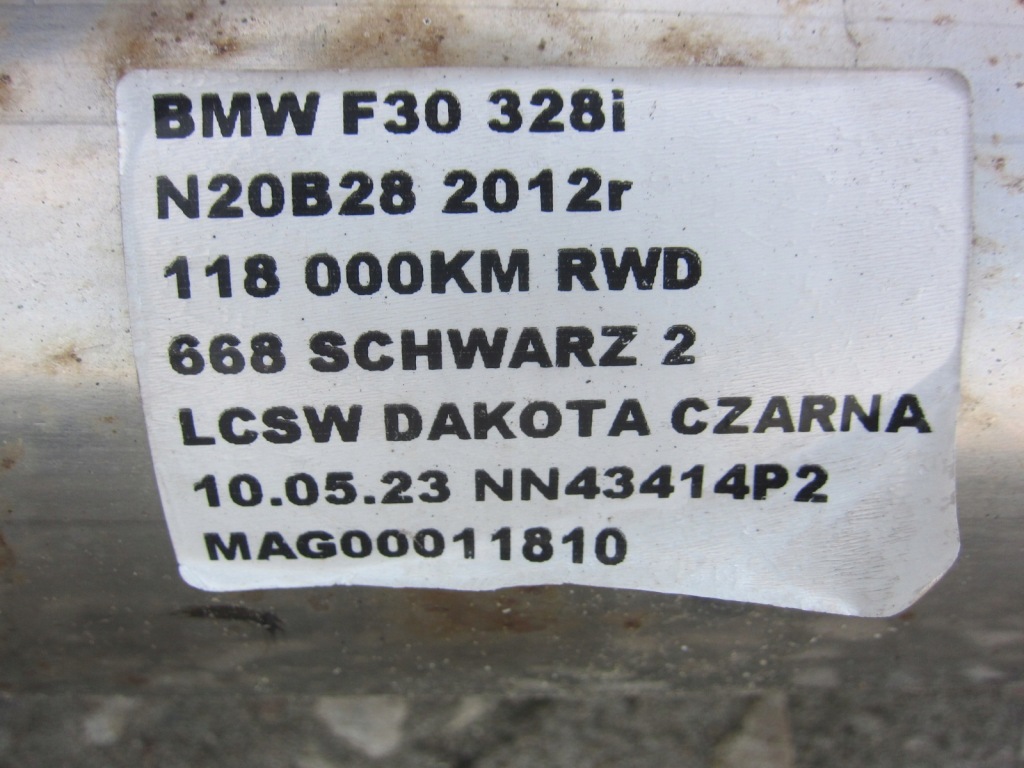 BMW F30 328i
N20B28 2012r
118 000KM RWD
668 SCHWARZ 2
LCSW DAKOTA CZARNA
10.05.23 NN43414P2
MAG00011810